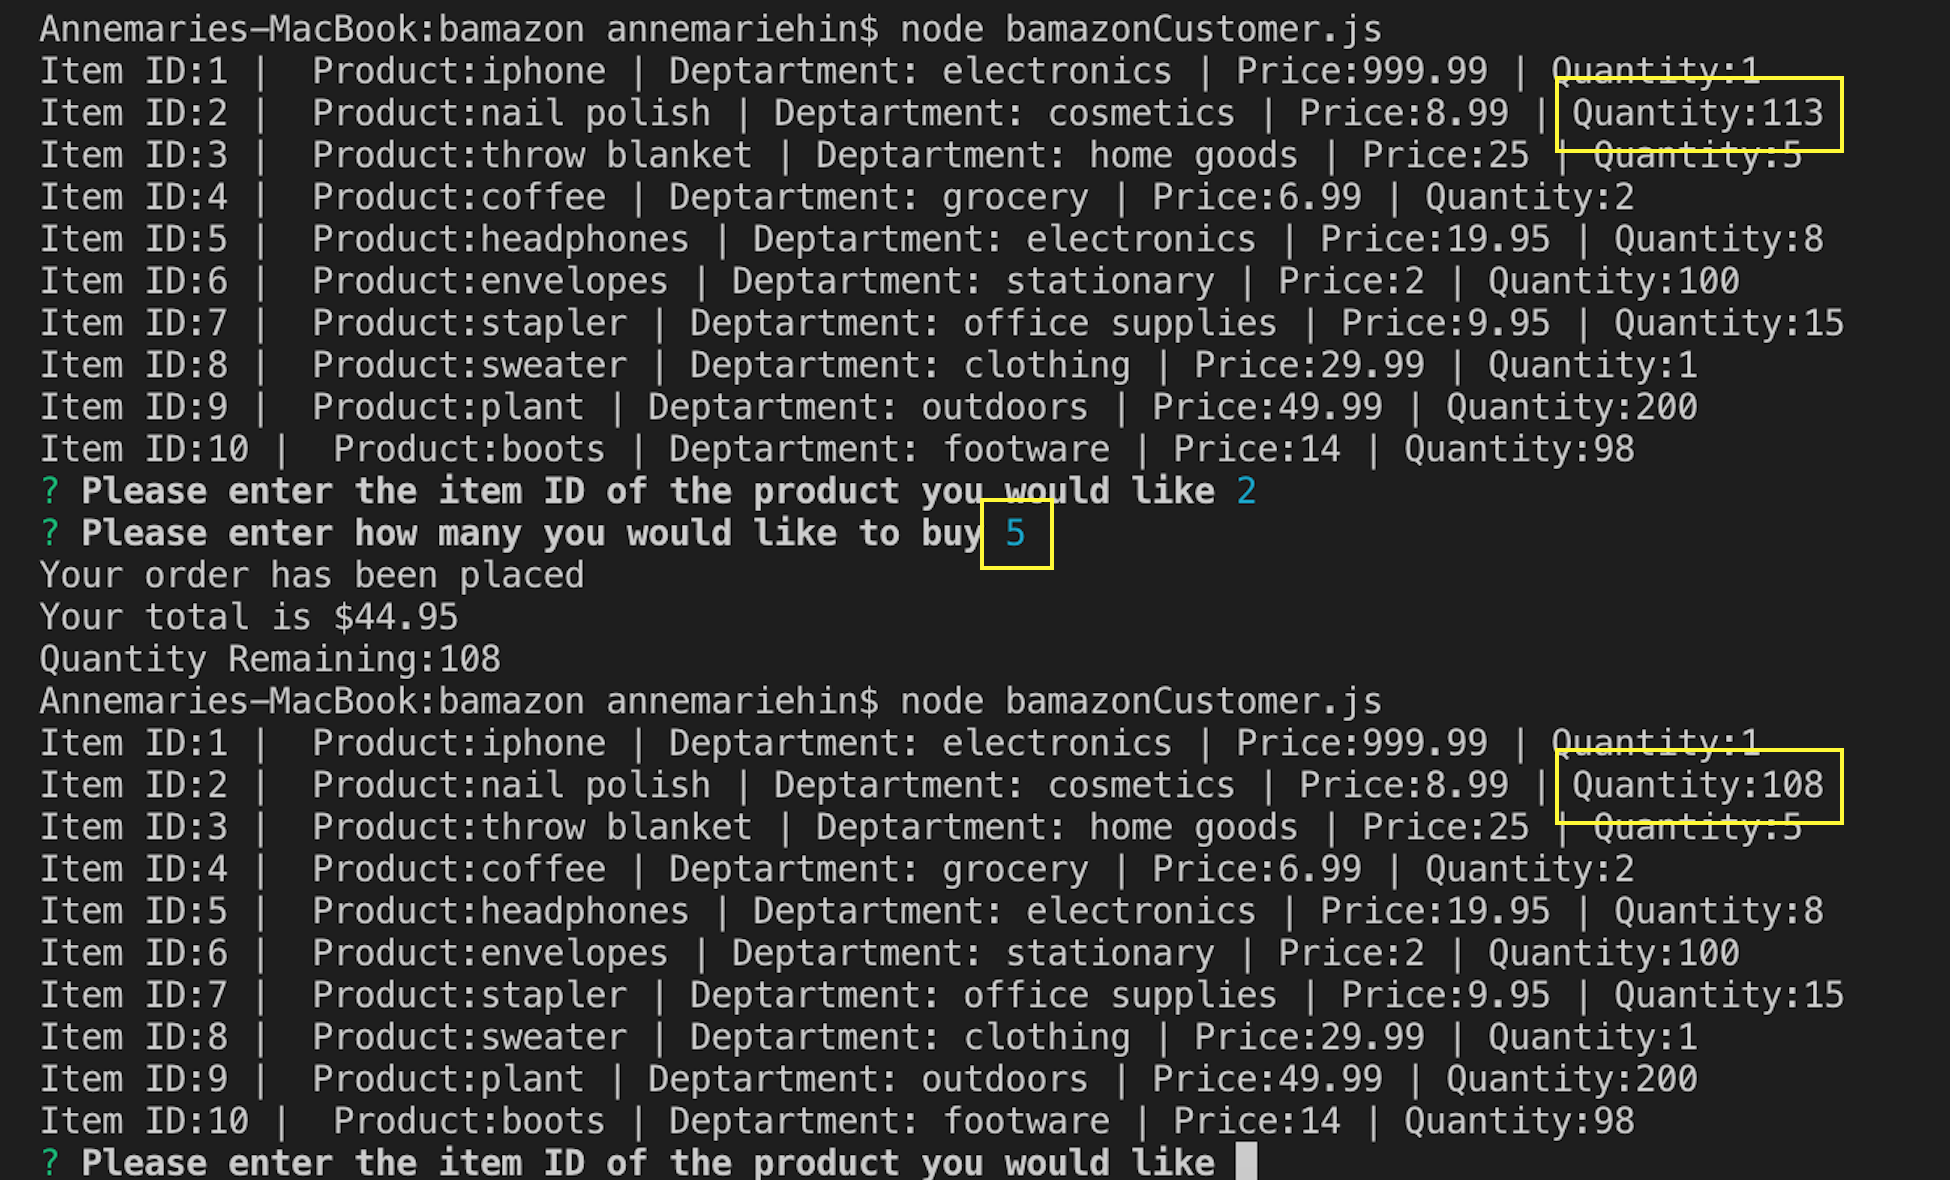 Annemaries-MacBook:bamazon annemariehin$ node bamazonCustomer.js
Item ID:1 |  Product:iphone | Deptartment: electronics | Price:999.99 | Quantity:1
Item ID:2 |  Product:nail polish | Deptartment: cosmetics | Price:8.99 | Quantity:113
Item ID:3 |  Product:throw blanket | Deptartment: home goods | Price:25 | Quantity:5
Item ID:4 |  Product:coffee | Deptartment: grocery | Price:6.99 | Quantity:2
Item ID:5 |  Product:headphones | Deptartment: electronics | Price:19.95 | Quantity:8
Item ID:6 |  Product:envelopes | Deptartment: stationary | Price:2 | Quantity:100
Item ID:7 |  Product:stapler | Deptartment: office supplies | Price:9.95 | Quantity:15
Item ID:8 |  Product:sweater | Deptartment: clothing | Price:29.99 | Quantity:1
Item ID:9 |  Product:plant | Deptartment: outdoors | Price:49.99 | Quantity:200
Item ID:10 |  Product:boots | Deptartment: footware | Price:14 | Quantity:98
? Please enter the item ID of the product you would like 2
? Please enter how many you would like to buy 5
Your order has been placed
Your total is $44.95
Quantity Remaining:108
Annemaries-MacBook:bamazon annemariehin$ node bamazonCustomer.js
Item ID:1 |  Product:iphone | Deptartment: electronics | Price:999.99 | Quantity:1
Item ID:2 |  Product:nail polish | Deptartment: cosmetics | Price:8.99 | Quantity:108
Item ID:3 |  Product:throw blanket | Deptartment: home goods | Price:25 | Quantity:5
Item ID:4 |  Product:coffee | Deptartment: grocery | Price:6.99 | Quantity:2
Item ID:5 |  Product:headphones | Deptartment: electronics | Price:19.95 | Quantity:8
Item ID:6 |  Product:envelopes | Deptartment: stationary | Price:2 | Quantity:100
Item ID:7 |  Product:stapler | Deptartment: office supplies | Price:9.95 | Quantity:15
Item ID:8 |  Product:sweater | Deptartment: clothing | Price:29.99 | Quantity:1
Item ID:9 |  Product:plant | Deptartment: outdoors | Price:49.99 | Quantity:200
Item ID:10 |  Product:boots | Deptartment: footware | Price:14 | Quantity:98
? Please enter the item ID of the product you would like